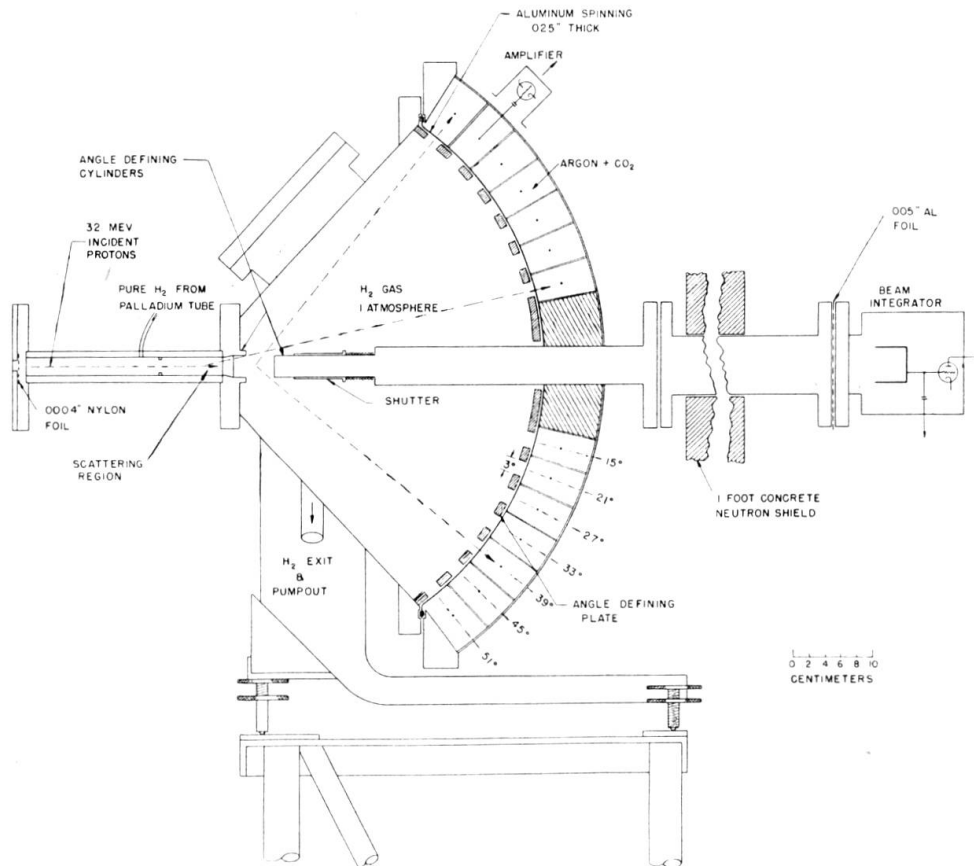 ALUMINUM SPINNING
.025" THICK
AMPLIFIER
ANGLE DEFINING
CYLINDERS
ARGON + CO₂
.005" AL
FOIL
32 MEV
INCIDENT
PROTONS
PURE H₂ FROM
PALLADIUM TUBE
H₂ GAS
1 ATMOSPHERE
BEAM
INTEGRATOR
SHUTTER
.0004" NYLON
FOIL
SCATTERING
REGION
3°
15°
21°
27°
33°
39°
45°
51°
1 FOOT CONCRETE
NEUTRON SHIELD
H₂ EXIT
&
PUMPOUT
ANGLE DEFINING
PLATE
0 2 4 6 8 10
CENTIMETERS